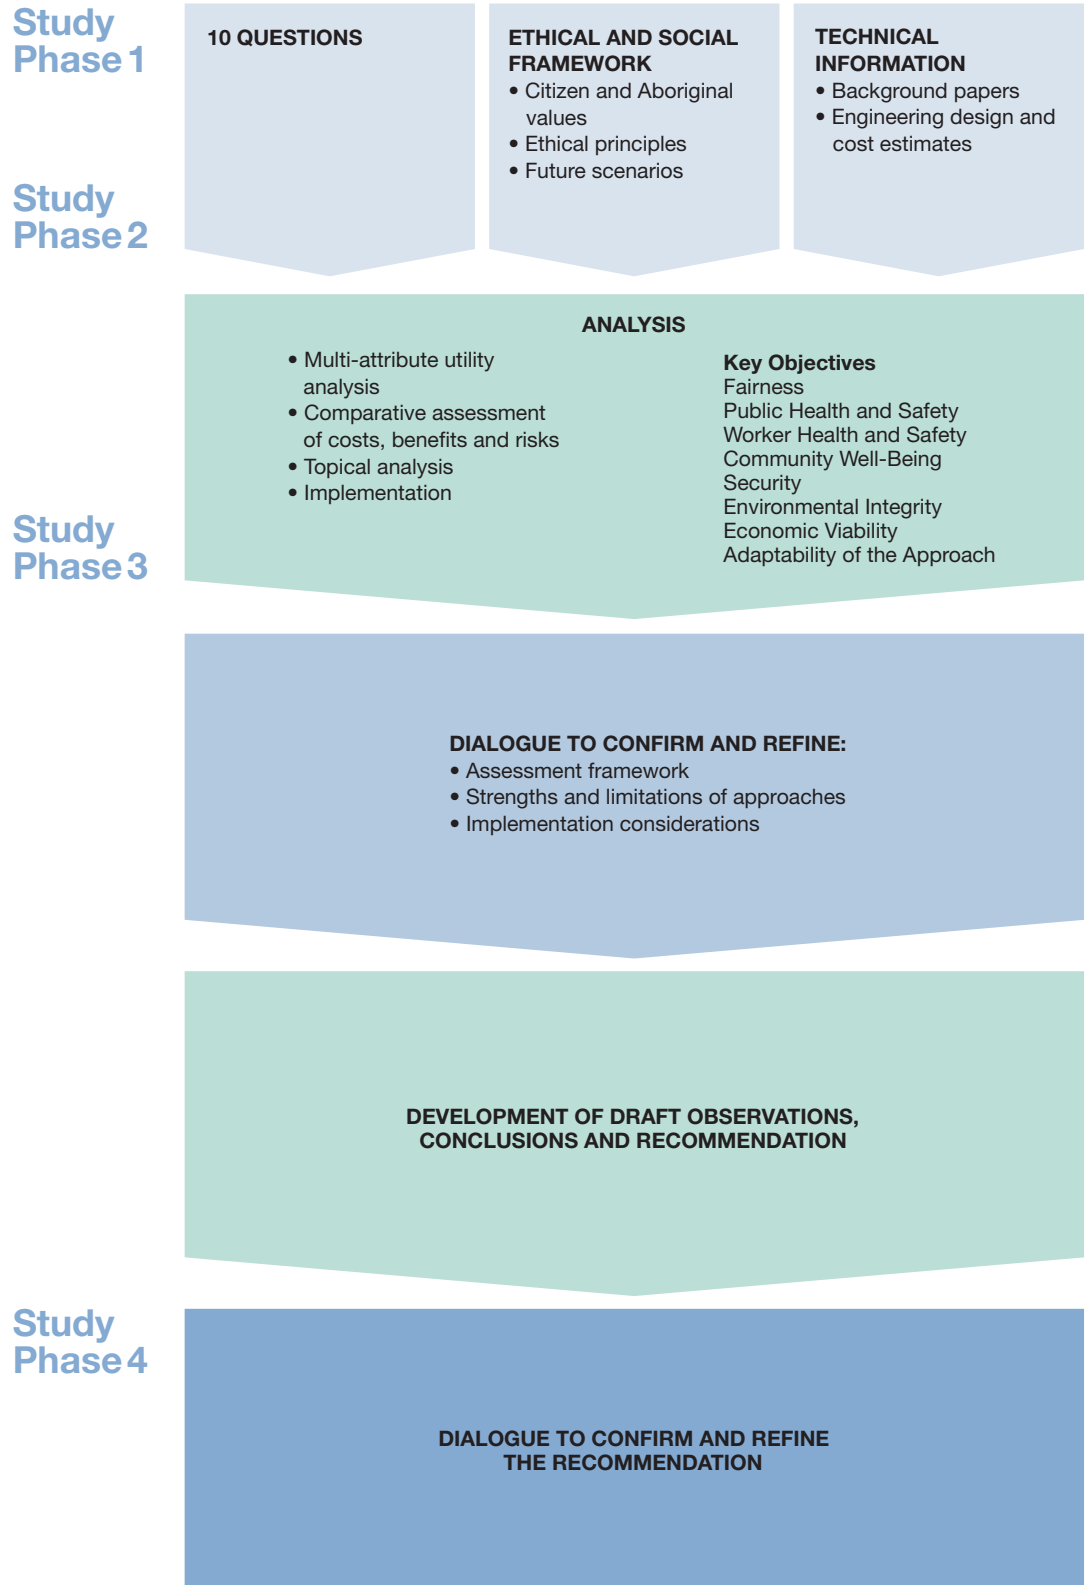 Study
Phase 1
10 QUESTIONS
ETHICAL AND SOCIAL
FRAMEWORK
• Citizen and Aboriginal
values
• Ethical principles
• Future scenarios
TECHNICAL
INFORMATION
• Background papers
• Engineering design and
cost estimates
Study
Phase 2
ANALYSIS
• Multi-attribute utility
analysis
• Comparative assessment
of costs, benefits and risks
• Topical analysis
• Implementation
Key Objectives
Fairness
Public Health and Safety
Worker Health and Safety
Community Well-Being
Security
Environmental Integrity
Economic Viability
Adaptability of the Approach
Study
Phase 3
DIALOGUE TO CONFIRM AND REFINE:
• Assessment framework
• Strengths and limitations of approaches
• Implementation considerations
DEVELOPMENT OF DRAFT OBSERVATIONS,
CONCLUSIONS AND RECOMMENDATION
Study
Phase 4
DIALOGUE TO CONFIRM AND REFINE
THE RECOMMENDATION